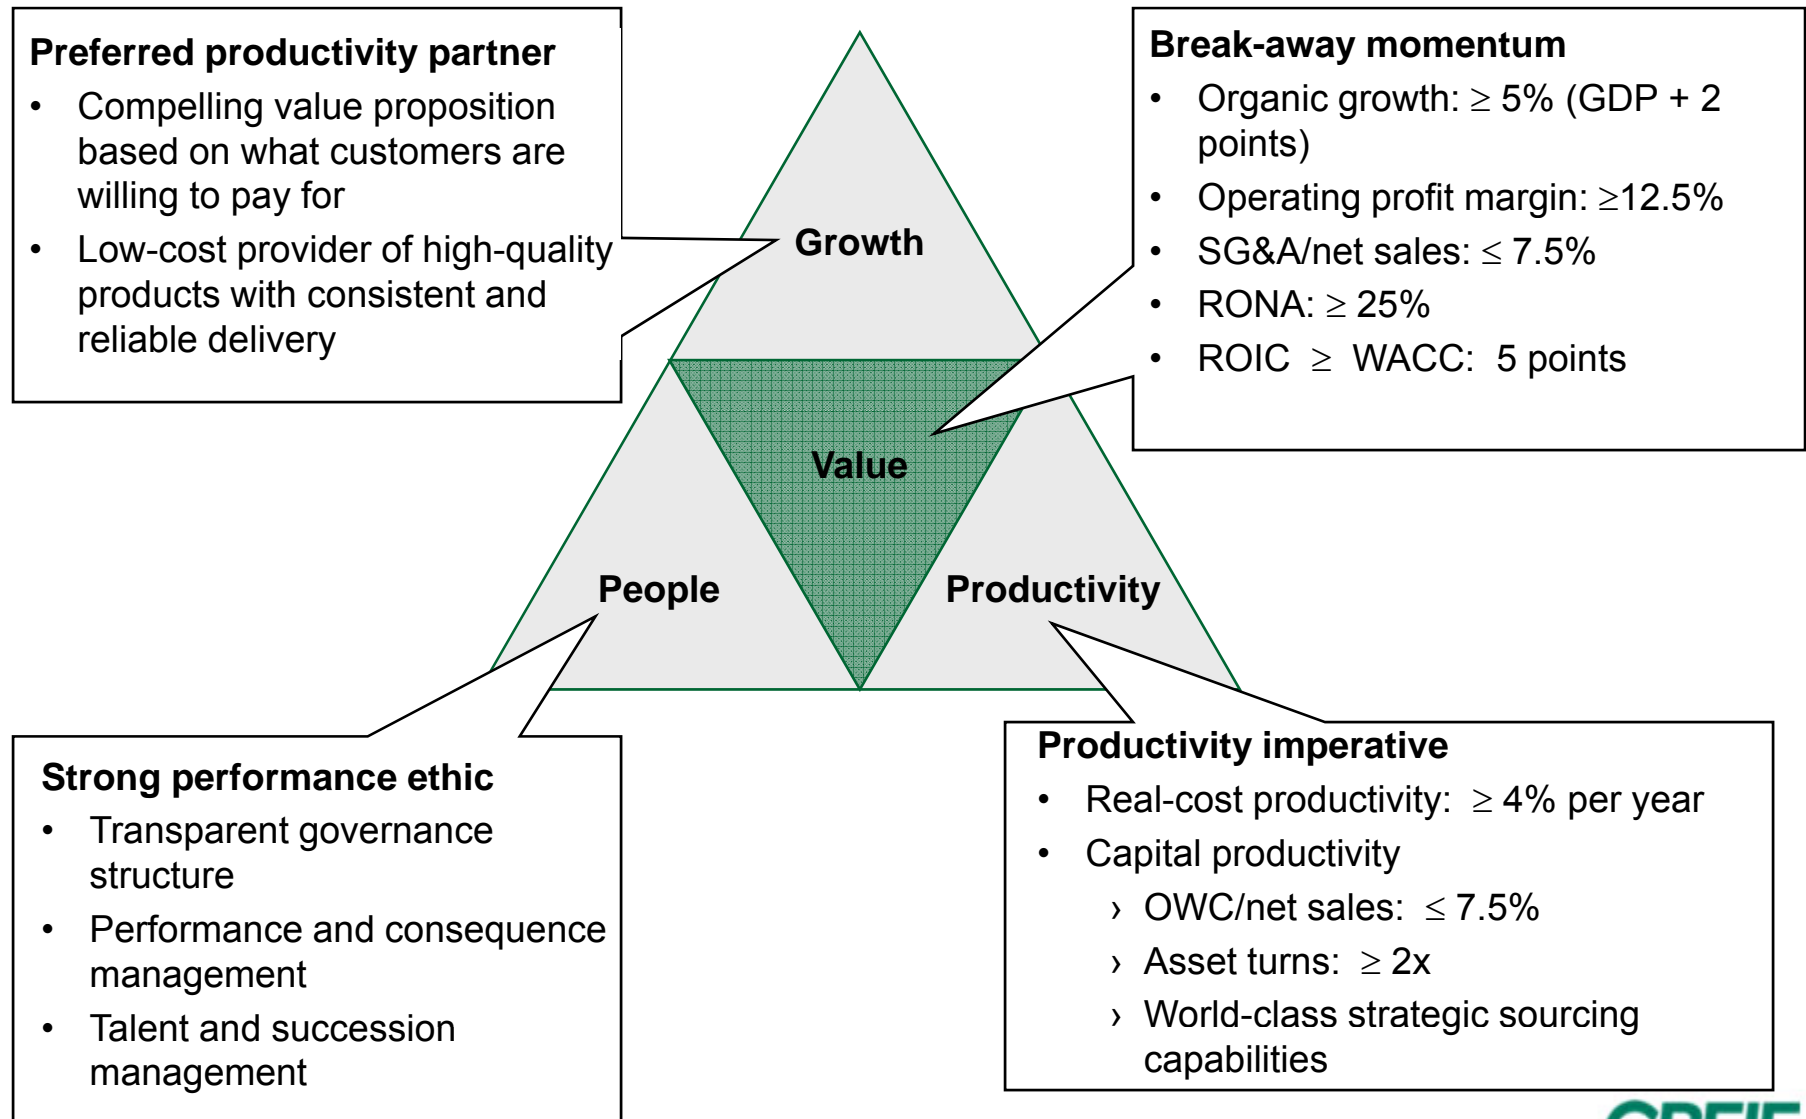 Preferred productivity partner
• Compelling value proposition
based on what customers are
willing to pay for
• Low-cost provider of high-quality
products with consistent and
reliable delivery
Break-away momentum
• Organic growth: ≥ 5% (GDP + 2
points)
• Operating profit margin: ≥12.5%
• SG&A/net sales: ≤ 7.5%
• RONA: ≥ 25%
• ROIC ≥ WACC: 5 points
Growth
Value
People
Productivity
Strong performance ethic
• Transparent governance
structure
• Performance and consequence
management
• Talent and succession
management
Productivity imperative
• Real-cost productivity: ≥ 4% per year
• Capital productivity
› OWC/net sales: ≤ 7.5%
› Asset turns: ≥ 2x
› World-class strategic sourcing
capabilities